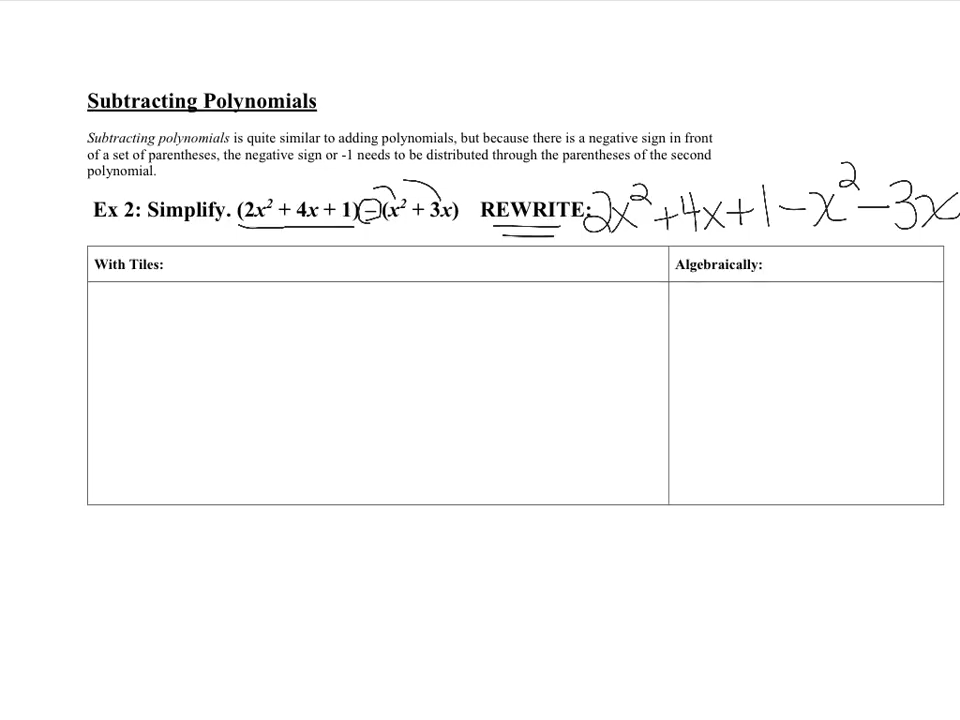 Subtracting Polynomials
Subtracting polynomials is quite similar to adding polynomials, but because there is a negative sign in front
of a set of parentheses, the negative sign or -1 needs to be distributed through the parentheses of the second
polynomial.
Ex 2: Simplify. (2x² + 4x + 1) – (x² + 3x) REWRITE: 2x² + 4x + 1 – x² – 3x
With Tiles: Algebraically: